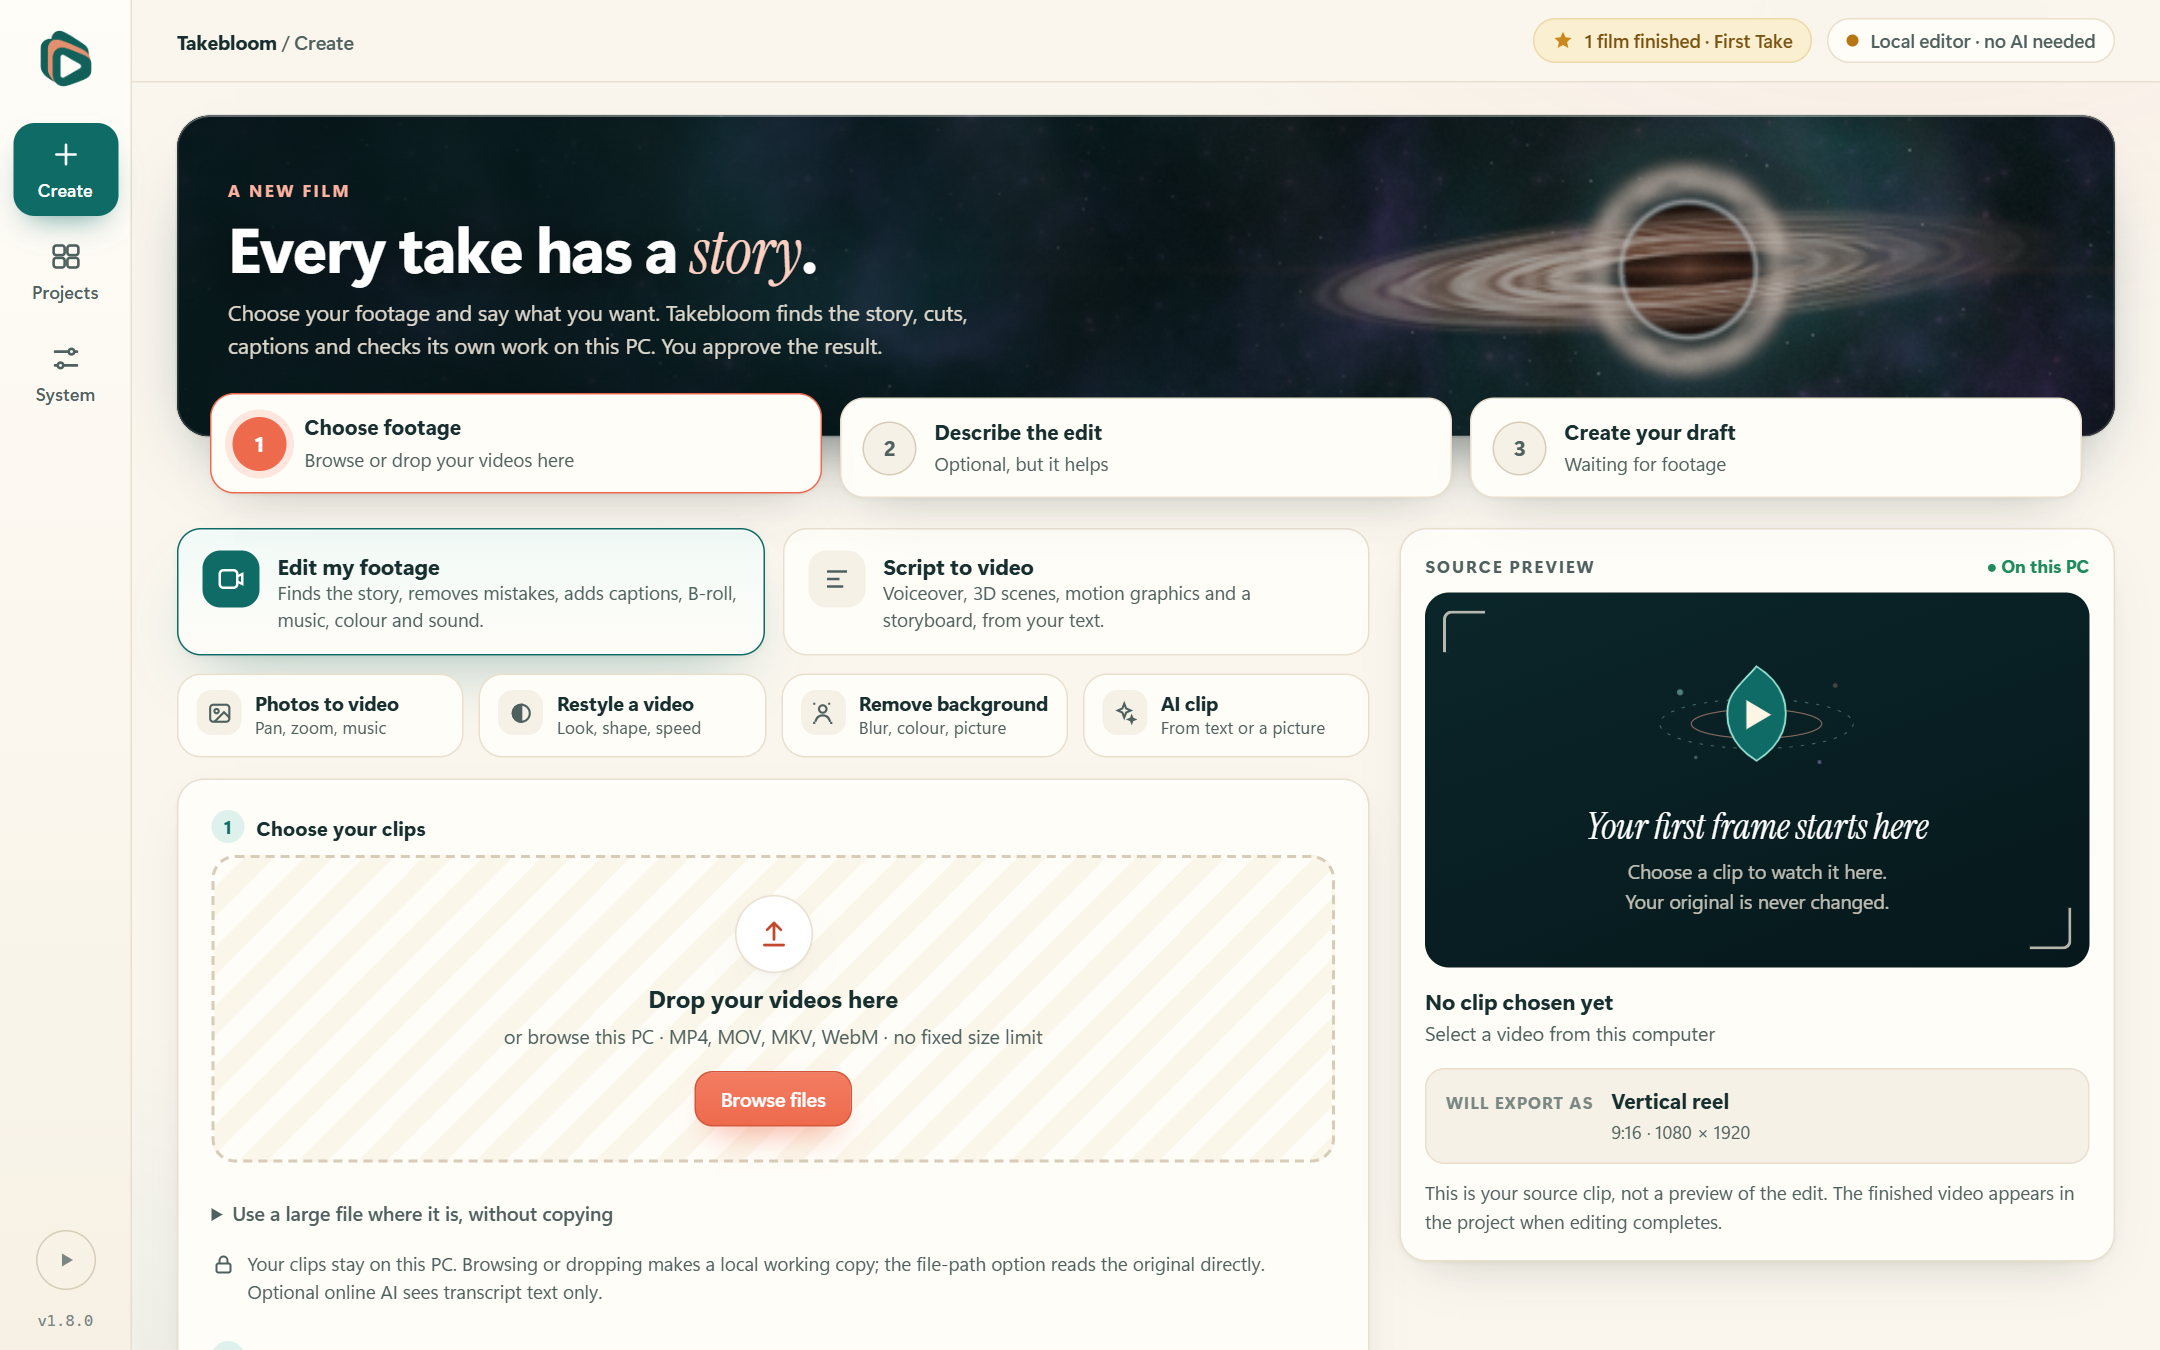 Takebloom / Create
1 film finished · First Take
Local editor · no AI needed
Create
Projects
System
v1.8.0
A NEW FILM
Every take has a story.
Choose your footage and say what you want. Takebloom finds the story, cuts,
captions and checks its own work on this PC. You approve the result.
1
Choose footage
Browse or drop your videos here
2
Describe the edit
Optional, but it helps
3
Create your draft
Waiting for footage
Edit my footage
Finds the story, removes mistakes, adds captions, B-roll,
music, colour and sound.
Script to video
Voiceover, 3D scenes, motion graphics and a
storyboard, from your text.
Photos to video
Pan, zoom, music
Restyle a video
Look, shape, speed
Remove background
Blur, colour, picture
AI clip
From text or a picture
1 Choose your clips
Drop your videos here
or browse this PC · MP4, MOV, MKV, WebM · no fixed size limit
Browse files
Use a large file where it is, without copying
Your clips stay on this PC. Browsing or dropping makes a local working copy; the file-path option reads the original directly.
Optional online AI sees transcript text only.
SOURCE PREVIEW
• On this PC
Your first frame starts here
Choose a clip to watch it here.
Your original is never changed.
No clip chosen yet
Select a video from this computer
WILL EXPORT AS
Vertical reel
9:16 · 1080 × 1920
This is your source clip, not a preview of the edit. The finished video appears in
the project when editing completes.